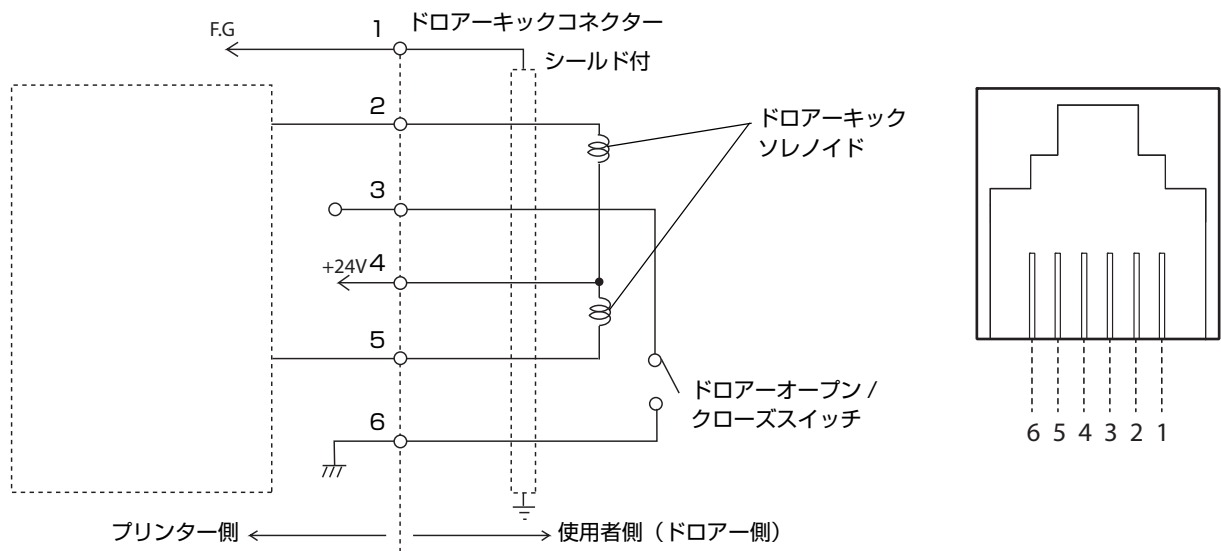 ドロアーキックコネクター
F.G
1
シールド付
2
ドロアーキック
ソレノイド
3
+24V
4
5
ドロアーオープン /
クローズスイッチ
6
プリンター側
使用者側（ドロアー側）
6 5 4 3 2 1